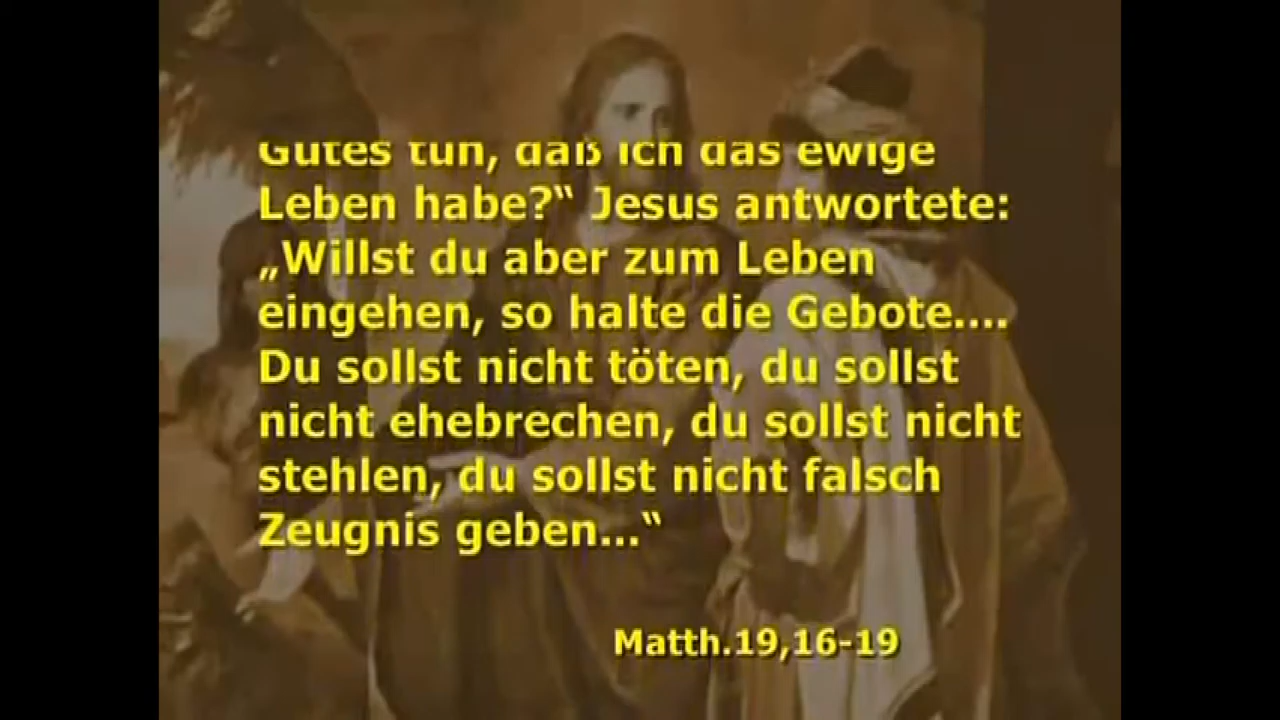 Gutes tun, daß ich das ewige
Leben habe?“ Jesus antwortete:
„Willst du aber zum Leben
eingehen, so halte die Gebote....
Du sollst nicht töten, du sollst
nicht ehebrechen, du sollst nicht
stehlen, du sollst nicht falsch
Zeugnis geben...“
Matth.19,16-19